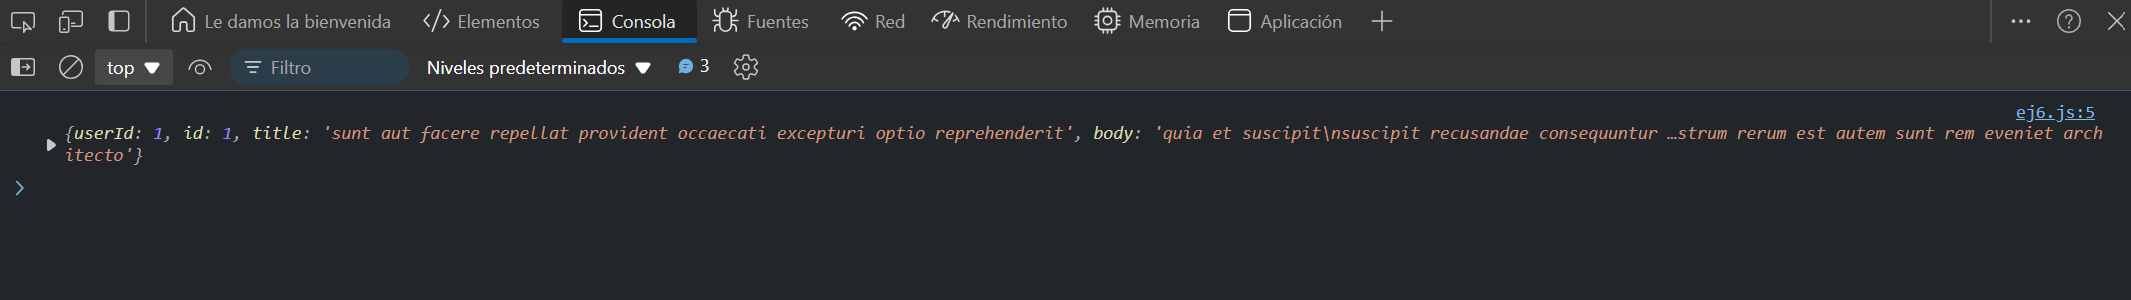 Le damos la bienvenida Elementos Consola Fuentes Red Rendimiento Memoria Aplicación
top Filtro Niveles predeterminados 3
ej6.js:5
{userId: 1, id: 1, title: 'sunt aut facere repellat provident occaecati excepturi optio reprehenderit', body: 'quia et suscipit\nsuscipit recusandae consequuntur …strum rerum est autem sunt rem eveniet arch
itecto'}